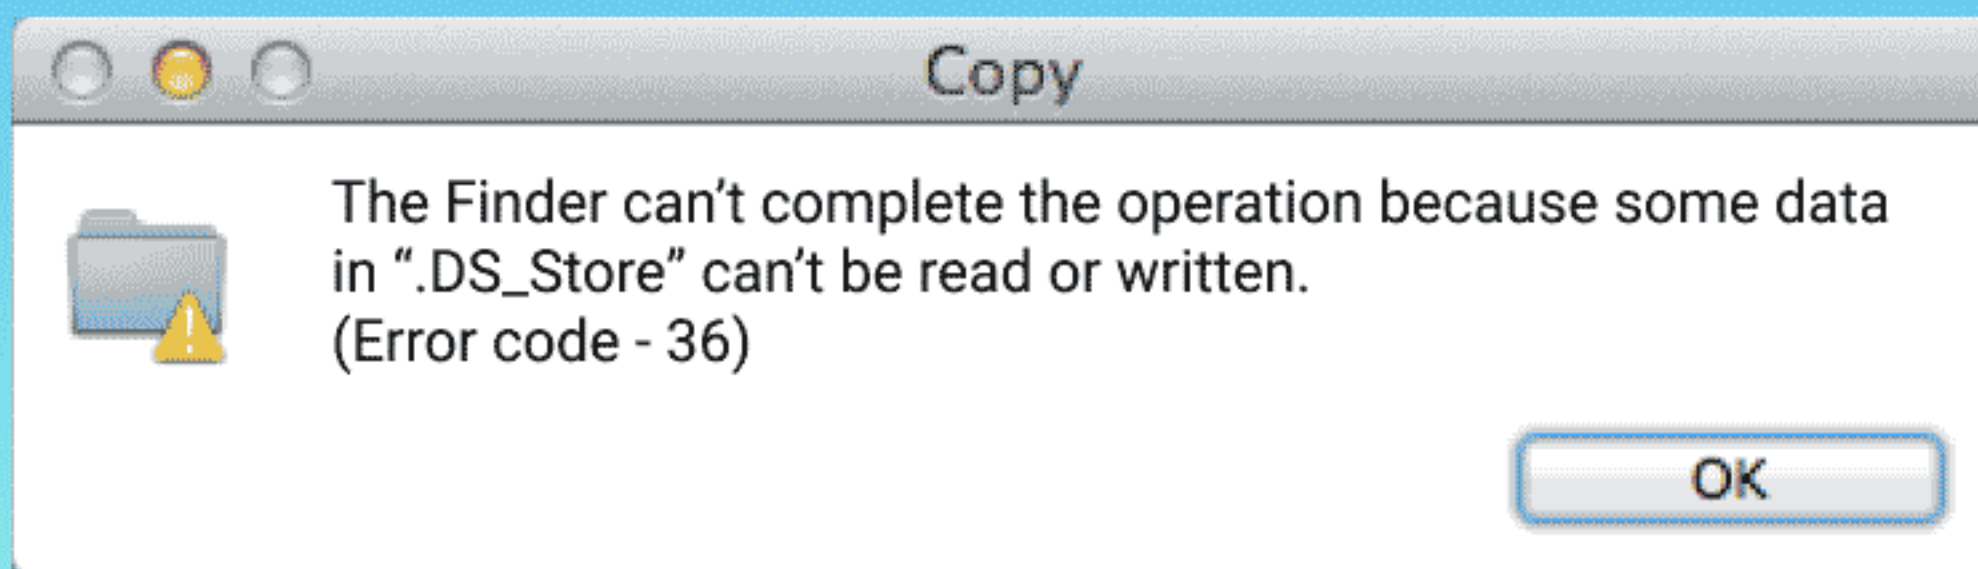 Copy
The Finder can’t complete the operation because some data
in “.DS_Store” can’t be read or written.
(Error code - 36)
OK